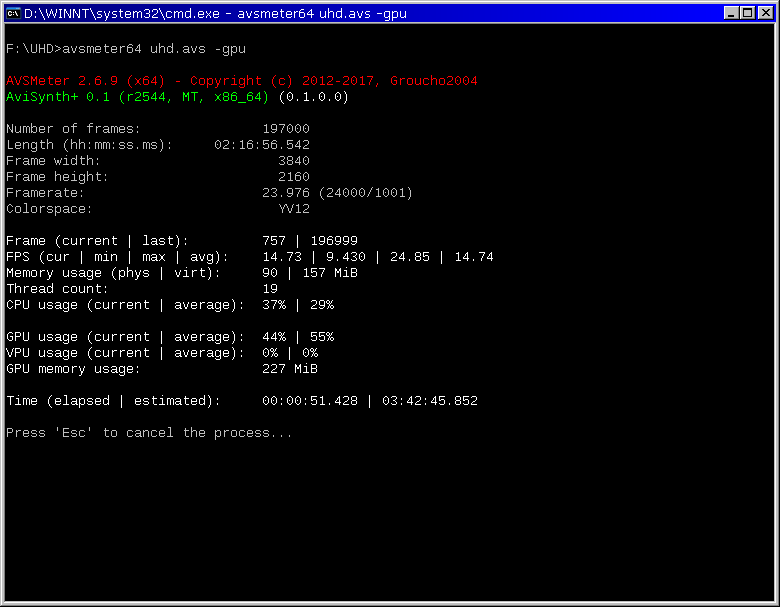 D:\WINNT\system32\cmd.exe - avsmeter64 uhd.avs -gpu
F:\UHD>avsmeter64 uhd.avs -gpu
AVSMeter 2.6.9 (x64) - Copyright (c) 2012-2017, Groucho2004
AviSynth+ 0.1 (r2544, MT, x86_64) (0.1.0.0)
Number of frames: 197000
Length (hh:mm:ss.ms): 02:16:56.542
Frame width: 3840
Frame height: 2160
Framerate: 23.976 (24000/1001)
Colorspace: YV12
Frame (current | last): 757 | 196999
FPS (cur | min | max | avg): 14.73 | 9.430 | 24.85 | 14.74
Memory usage (phys | virt): 90 | 157 MiB
Thread count: 19
CPU usage (current | average): 37% | 29%
GPU usage (current | average): 44% | 55%
VPU usage (current | average): 0% | 0%
GPU memory usage: 227 MiB
Time (elapsed | estimated): 00:00:51.428 | 03:42:45.852
Press 'Esc' to cancel the process...